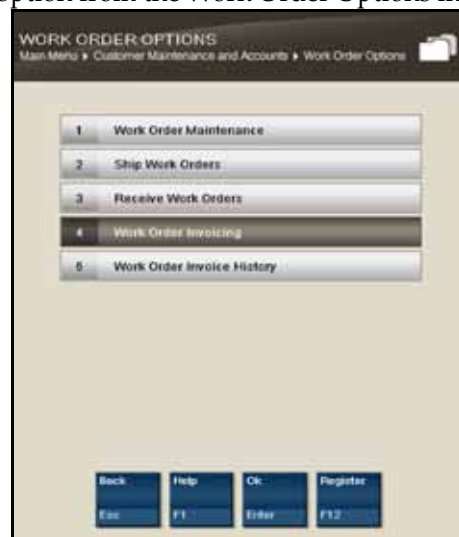 option from the Work Order Options m
WORK ORDER OPTIONS
Main Menu ▸ Customer Maintenance and Accounts ▸ Work Order Options
1 Work Order Maintenance
2 Ship Work Orders
3 Receive Work Orders
4 Work Order Invoicing
5 Work Order Invoice History
Back Help Ok Register
Esc F1 Enter F12